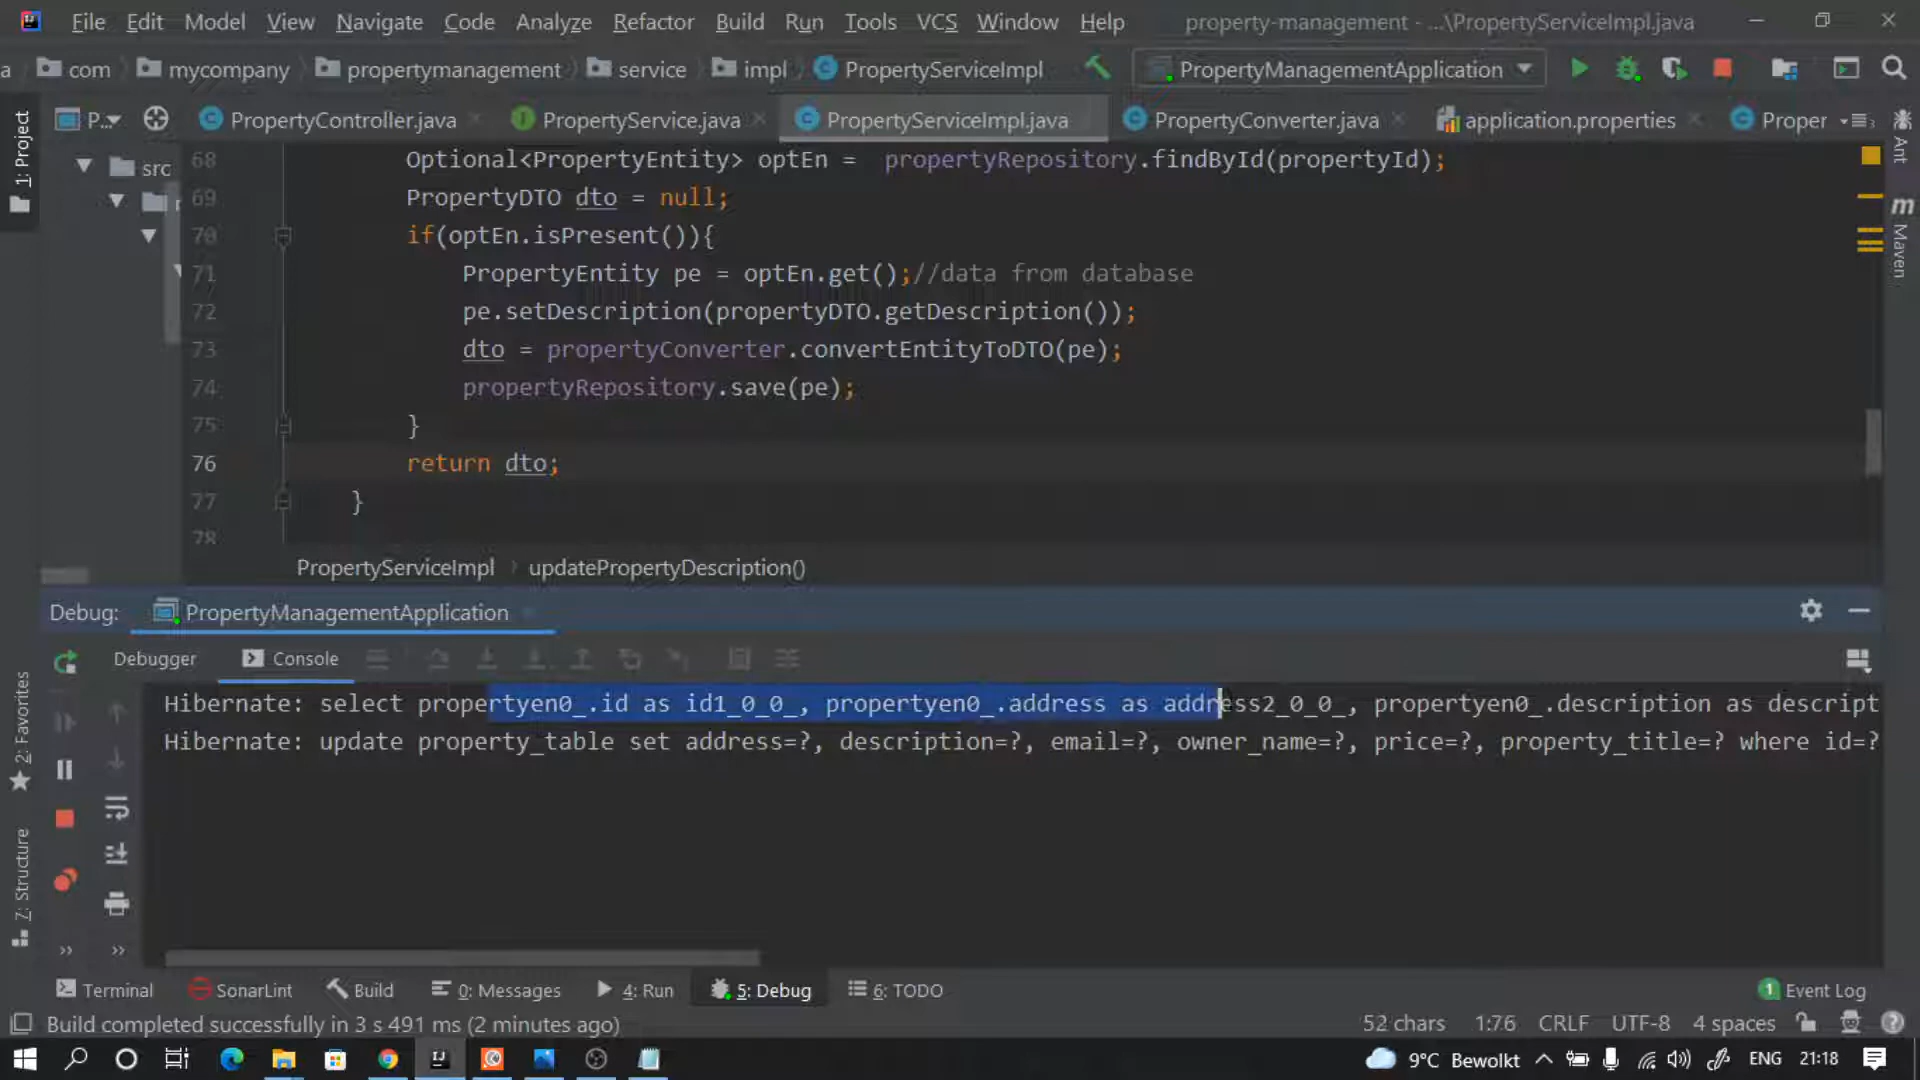 File Edit Model View Navigate Code Analyze Refactor Build Run Tools VCS Window Help property-management - ...\PropertyServiceImpl.java
a com mycompany propertymanagement service impl PropertyServiceImpl PropertyManagementApplication
1: Project
P... PropertyController.java PropertyService.java PropertyServiceImpl.java PropertyConverter.java application.properties Proper
Ant
Maven
src
68 Optional<PropertyEntity> optEn = propertyRepository.findById(propertyId);
69 PropertyDTO dto = null;
70 if(optEn.isPresent()){
71 PropertyEntity pe = optEn.get();//data from database
72 pe.setDescription(propertyDTO.getDescription());
73 dto = propertyConverter.convertEntityToDTO(pe);
74 propertyRepository.save(pe);
75 }
76 return dto;
77 }
78
PropertyServiceImpl updatePropertyDescription()
Debug: PropertyManagementApplication
Debugger Console
Hibernate: select propertyen0_.id as id1_0_0_, propertyen0_.address as address2_0_0_, propertyen0_.description as descript
Hibernate: update property_table set address=?, description=?, email=?, owner_name=?, price=?, property_title=? where id=?
2: Favorites
7: Structure
Terminal SonarLint Build 0: Messages 4: Run 5: Debug 6: TODO 1 Event Log
Build completed successfully in 3 s 491 ms (2 minutes ago) 52 chars 1:76 CRLF UTF-8 4 spaces
9°C Bewolkt ENG 21:18